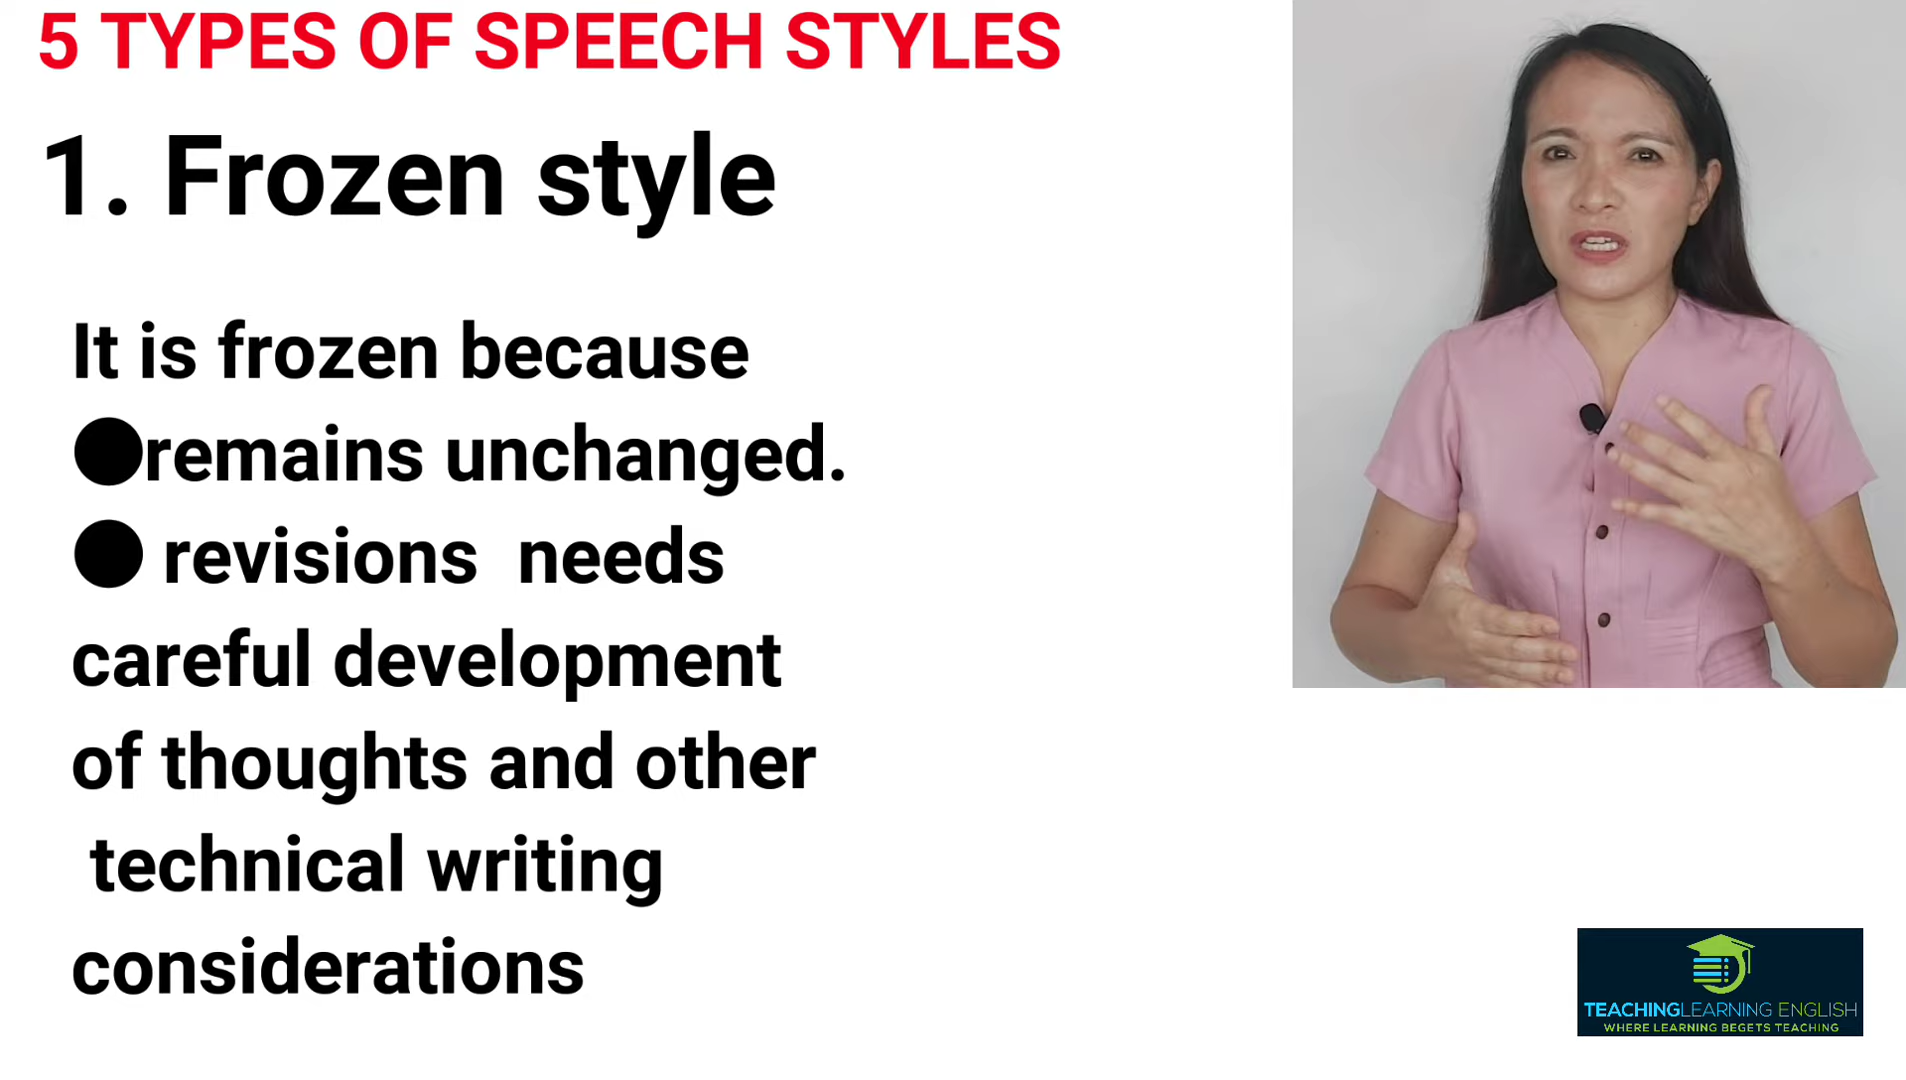 5 TYPES OF SPEECH STYLES
1. Frozen style
It is frozen because
●remains unchanged.
● revisions needs
careful development
of thoughts and other
technical writing
considerations
TEACHINGLEARNING ENGLISH
WHERE LEARNING BEGETS TEACHING